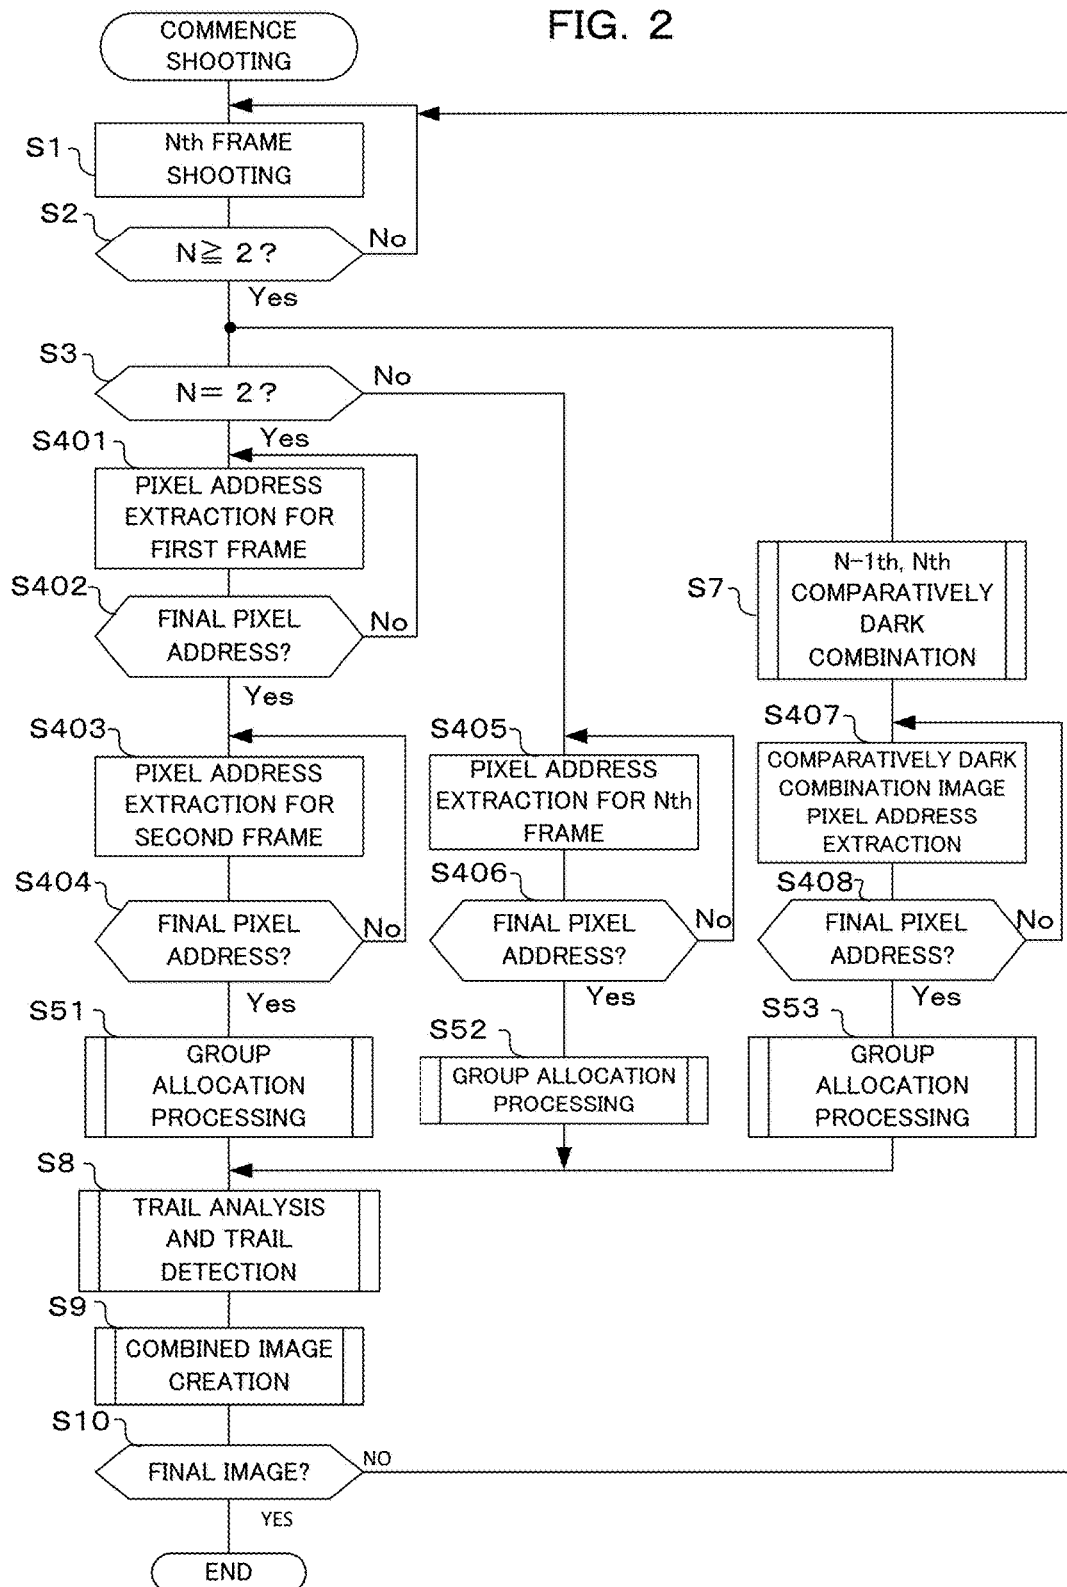 FIG. 2
COMMENCE
SHOOTING
S1
Nth FRAME
SHOOTING
S2
N≧ 2?
No
Yes
S3
N= 2?
No
Yes
S401
PIXEL ADDRESS
EXTRACTION FOR
FIRST FRAME
S402
FINAL PIXEL
ADDRESS?
No
Yes
S403
PIXEL ADDRESS
EXTRACTION FOR
SECOND FRAME
S404
FINAL PIXEL
ADDRESS?
No
Yes
S51
GROUP
ALLOCATION
PROCESSING
S405
PIXEL ADDRESS
EXTRACTION FOR Nth
FRAME
S406
FINAL PIXEL
ADDRESS?
No
Yes
S52
GROUP ALLOCATION
PROCESSING
S7
N-1th, Nth
COMPARATIVELY
DARK
COMBINATION
S407
COMPARATIVELY DARK
COMBINATION IMAGE
PIXEL ADDRESS
EXTRACTION
S408
FINAL PIXEL
ADDRESS?
No
Yes
S53
GROUP
ALLOCATION
PROCESSING
S8
TRAIL ANALYSIS
AND TRAIL
DETECTION
S9
COMBINED IMAGE
CREATION
S10
FINAL IMAGE?
NO
YES
END